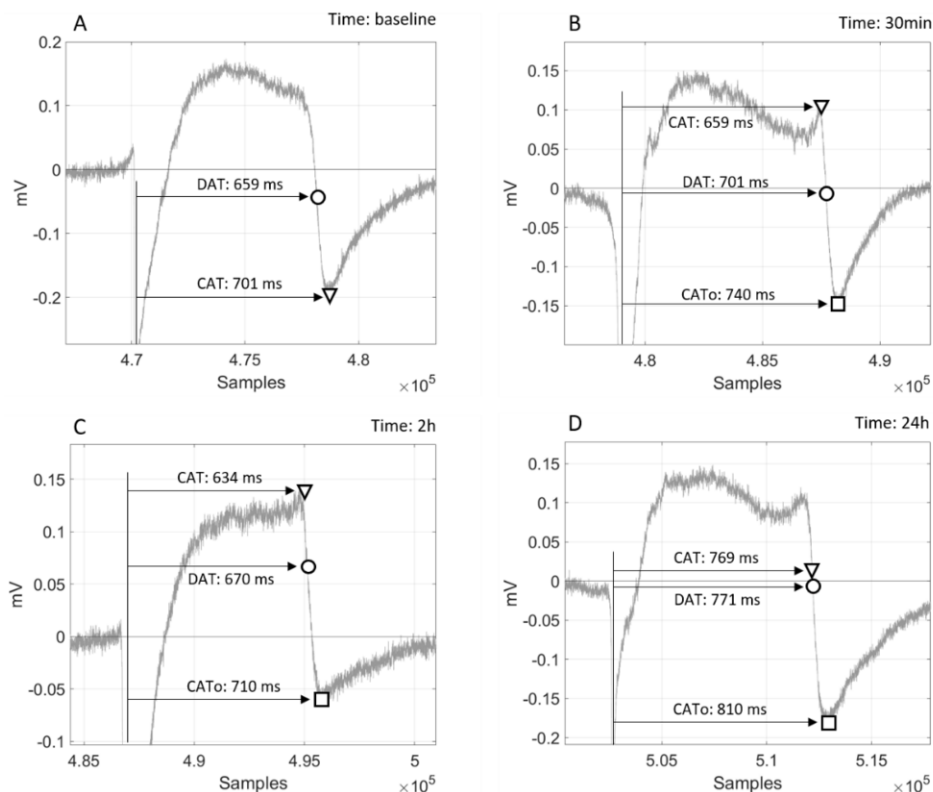 A
Time: baseline
0.2
0.1
0
-0.1
-0.2
mV
DAT: 659 ms
CAT: 701 ms
4.7
4.75
4.8
Samples
×10⁵
B
Time: 30min
0.15
0.1
0.05
0
-0.05
-0.1
-0.15
mV
CAT: 659 ms
DAT: 701 ms
CATo: 740 ms
4.8
4.85
4.9
Samples
×10⁵
C
Time: 2h
0.15
0.1
0.05
0
-0.05
-0.1
mV
CAT: 634 ms
DAT: 670 ms
CATo: 710 ms
4.85
4.9
4.95
5
Samples
×10⁵
D
Time: 24h
0.15
0.1
0.05
0
-0.05
-0.1
-0.15
-0.2
mV
CAT: 769 ms
DAT: 771 ms
CATo: 810 ms
5.05
5.1
5.15
Samples
×10⁵